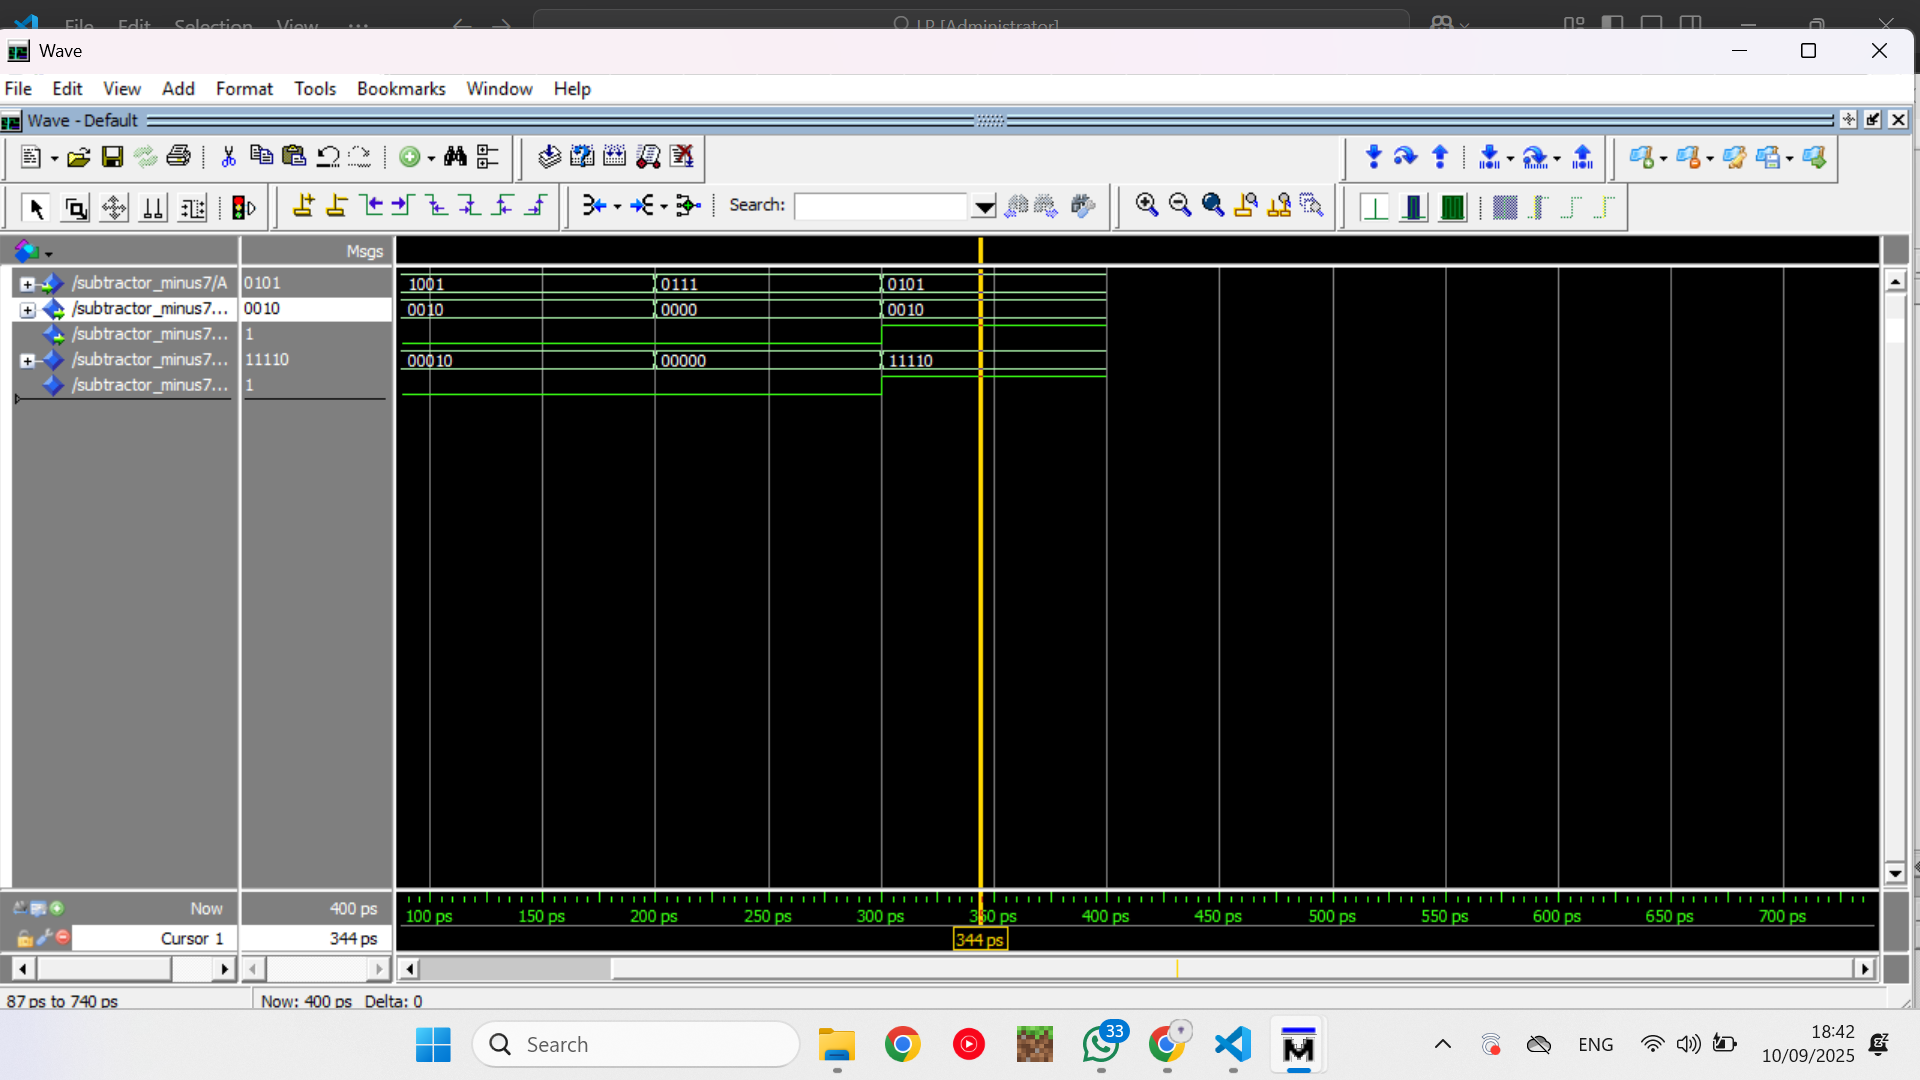 File Edit Selection View ··· LP [Administrator]
Wave
File Edit View Add Format Tools Bookmarks Window Help
Wave - Default
Search:
Msgs
/subtractor_minus7/A 0101 1001 0111 0101
/subtractor_minus7... 0010 0010 0000 0010
/subtractor_minus7... 1
/subtractor_minus7... 11110 00010 00000 11110
/subtractor_minus7... 1
Now 400 ps 100 ps 150 ps 200 ps 250 ps 300 ps 350 ps 400 ps 450 ps 500 ps 550 ps 600 ps 650 ps 700 ps
Cursor 1 344 ps 344 ps
87 ps to 740 ps Now: 400 ps Delta: 0
Search 33 ENG 18:42
10/09/2025